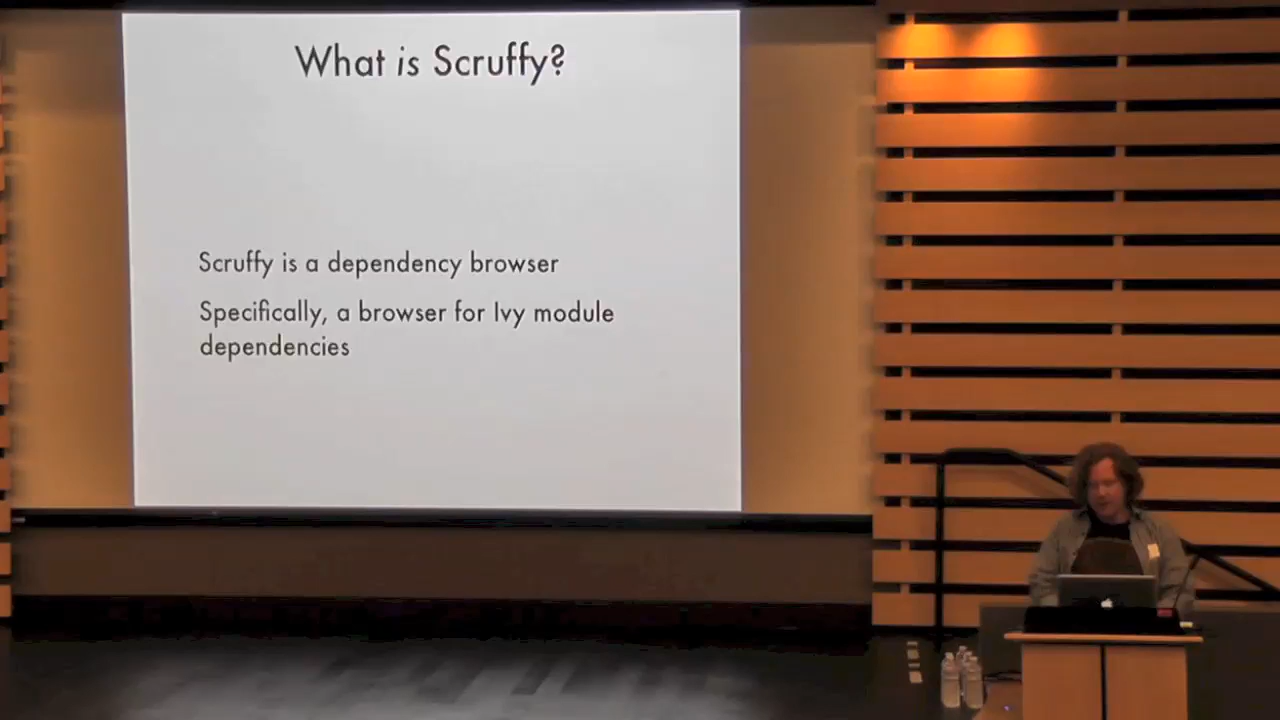 What is Scruffy?
Scruffy is a dependency browser
Specifically, a browser for Ivy module
dependencies